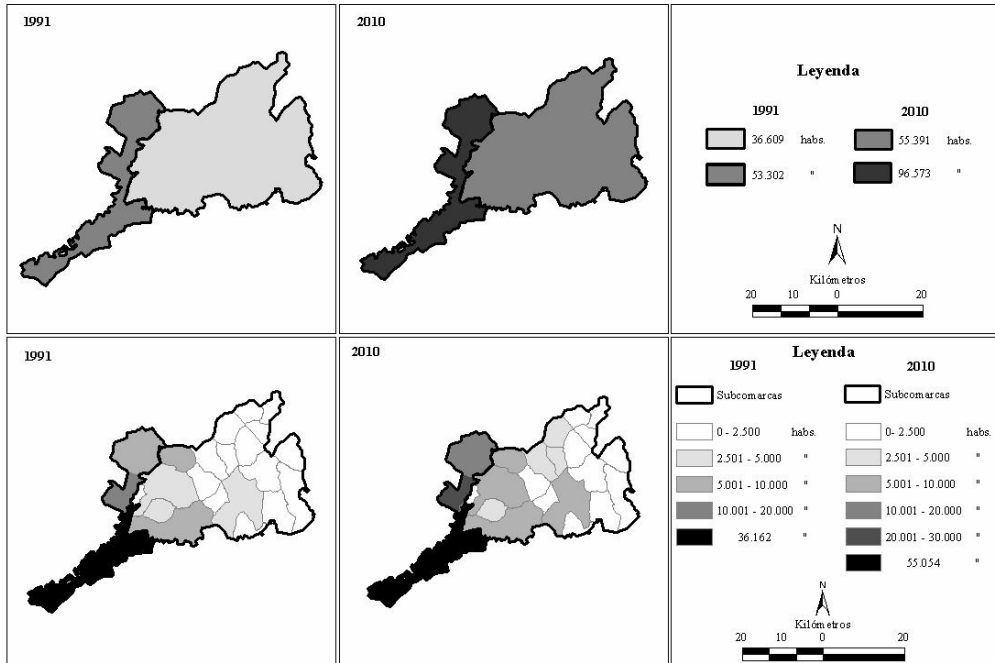 1991
2010
Leyenda
1991 2010
36.609 habs. 55.391 habs.
53.302 " 96.573 "
N
Kilómetros
20 10 0 20
1991
2010
Leyenda
1991 2010
Subcomarcas Subcomarcas
0 - 2.500 habs. 0- 2.500 habs.
2.501 - 5.000 " 2.501 - 5.000 "
5.001 - 10.000 " 5.001 - 10.000 "
10.001 - 20.000 " 10.001 - 20.000 "
36.162 " 20.001 - 30.000 "
55.054 "
N
Kilómetros
20 10 0 20